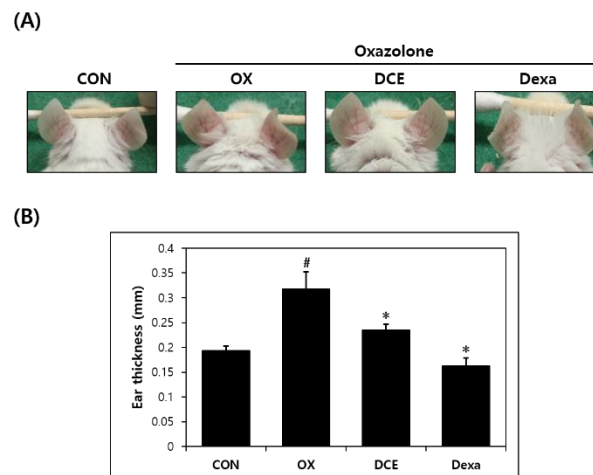 (A)
Oxazolone
CON OX DCE Dexa
(B)
0.4
0.35
0.3
0.25
0.2
0.15
0.1
0.05
0
Ear thickness (mm)
#
*
*
CON OX DCE Dexa